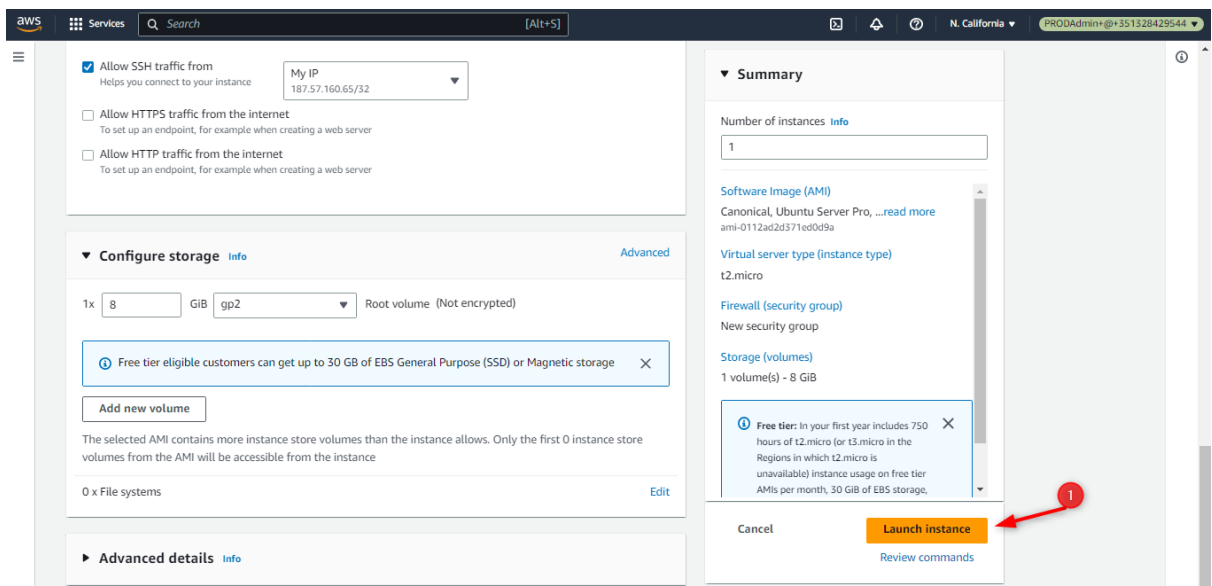 aws
Services
Search
[Alt+S]
N. California
PRODAdmin+@+351328429544
Allow SSH traffic from
Helps you connect to your instance
My IP
187.57.160.65/32
Allow HTTPS traffic from the internet
To set up an endpoint, for example when creating a web server
Allow HTTP traffic from the internet
To set up an endpoint, for example when creating a web server
Configure storage Info
Advanced
1x 8 GiB gp2 Root volume (Not encrypted)
Free tier eligible customers can get up to 30 GB of EBS General Purpose (SSD) or Magnetic storage
Add new volume
The selected AMI contains more instance store volumes than the instance allows. Only the first 0 instance store
volumes from the AMI will be accessible from the instance
0 x File systems
Edit
Advanced details Info
Summary
Number of instances Info
1
Software Image (AMI)
Canonical, Ubuntu Server Pro, ...read more
ami-0112ad2d371ed0d9a
Virtual server type (instance type)
t2.micro
Firewall (security group)
New security group
Storage (volumes)
1 volume(s) - 8 GiB
Free tier: In your first year includes 750
hours of t2.micro (or t3.micro in the
Regions in which t2.micro is
unavailable) instance usage on free tier
AMIs per month, 30 GiB of EBS storage,
1
Cancel
Launch instance
Review commands